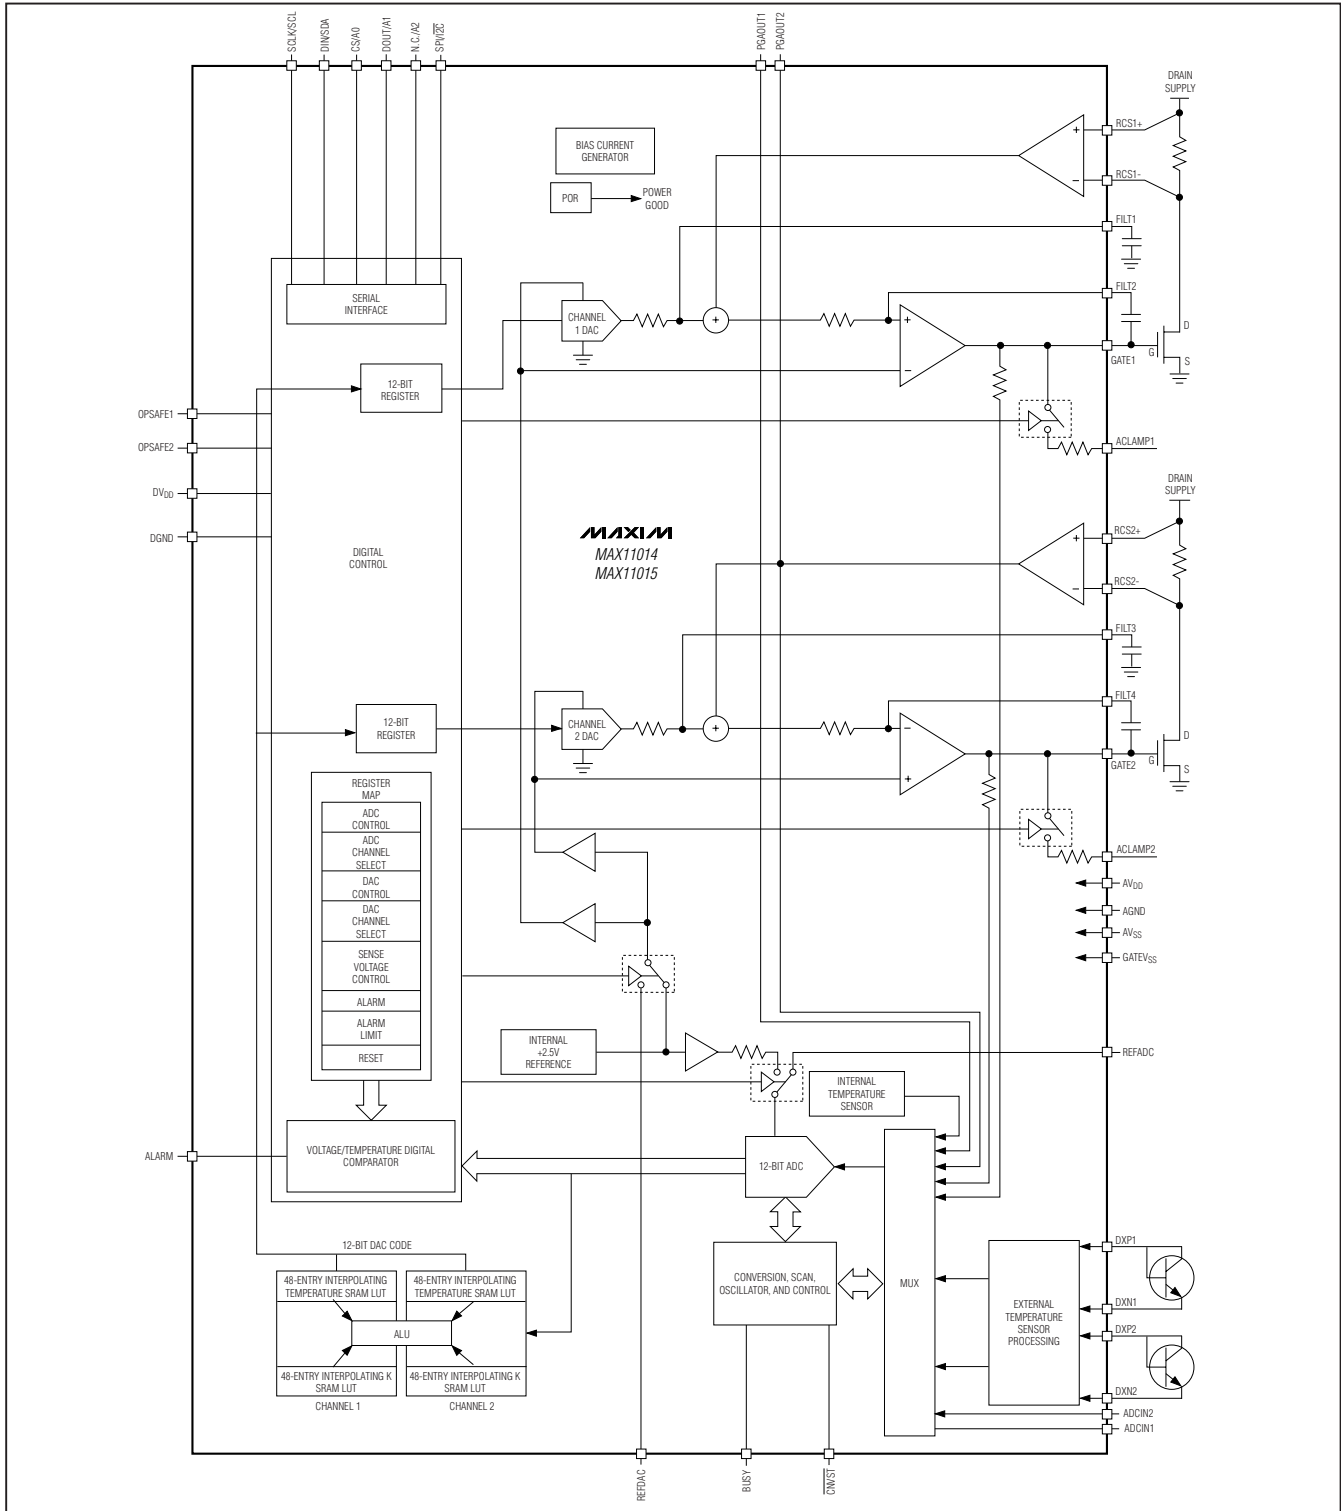 SCLK/SCL
DIN/SDA
CS/A0
DOUT/A1
N.C./A2
SPI/I2C
PGAOUT1
PGAOUT2
DRAIN
SUPPLY
RCS1+
BIAS CURRENT
GENERATOR
RCS1-
POR
POWER
GOOD
FILT1
FILT2
SERIAL
INTERFACE
CHANNEL
1 DAC
+
+
−
+
−
D
G
S
GATE1
12-BIT
REGISTER
OPSAFE1
ACLAMP1
OPSAFE2
DRAIN
SUPPLY
DVDD
DGND
DIGITAL
CONTROL
MAXIM
MAX11014
MAX11015
RCS2+
+
−
RCS2-
FILT3
FILT4
12-BIT
REGISTER
CHANNEL
2 DAC
+
−
+
D
G
S
GATE2
REGISTER
MAP
ADC
CONTROL
ADC
CHANNEL
SELECT
DAC
CONTROL
DAC
CHANNEL
SELECT
SENSE
VOLTAGE
CONTROL
ALARM
ALARM
LIMIT
RESET
ACLAMP2
AVDD
AGND
AVSS
GATEVSS
INTERNAL
+2.5V
REFERENCE
REFADC
INTERNAL
TEMPERATURE
SENSOR
ALARM
VOLTAGE/TEMPERATURE DIGITAL
COMPARATOR
12-BIT ADC
12-BIT DAC CODE
48-ENTRY INTERPOLATING
TEMPERATURE SRAM LUT
48-ENTRY INTERPOLATING
TEMPERATURE SRAM LUT
ALU
48-ENTRY INTERPOLATING K
SRAM LUT
48-ENTRY INTERPOLATING K
SRAM LUT
CHANNEL 1
CHANNEL 2
CONVERSION, SCAN,
OSCILLATOR, AND CONTROL
MUX
EXTERNAL
TEMPERATURE
SENSOR
PROCESSING
DXP1
DXN1
DXP2
DXN2
ADCIN2
ADCIN1
REFDAC
BUSY
CNVST